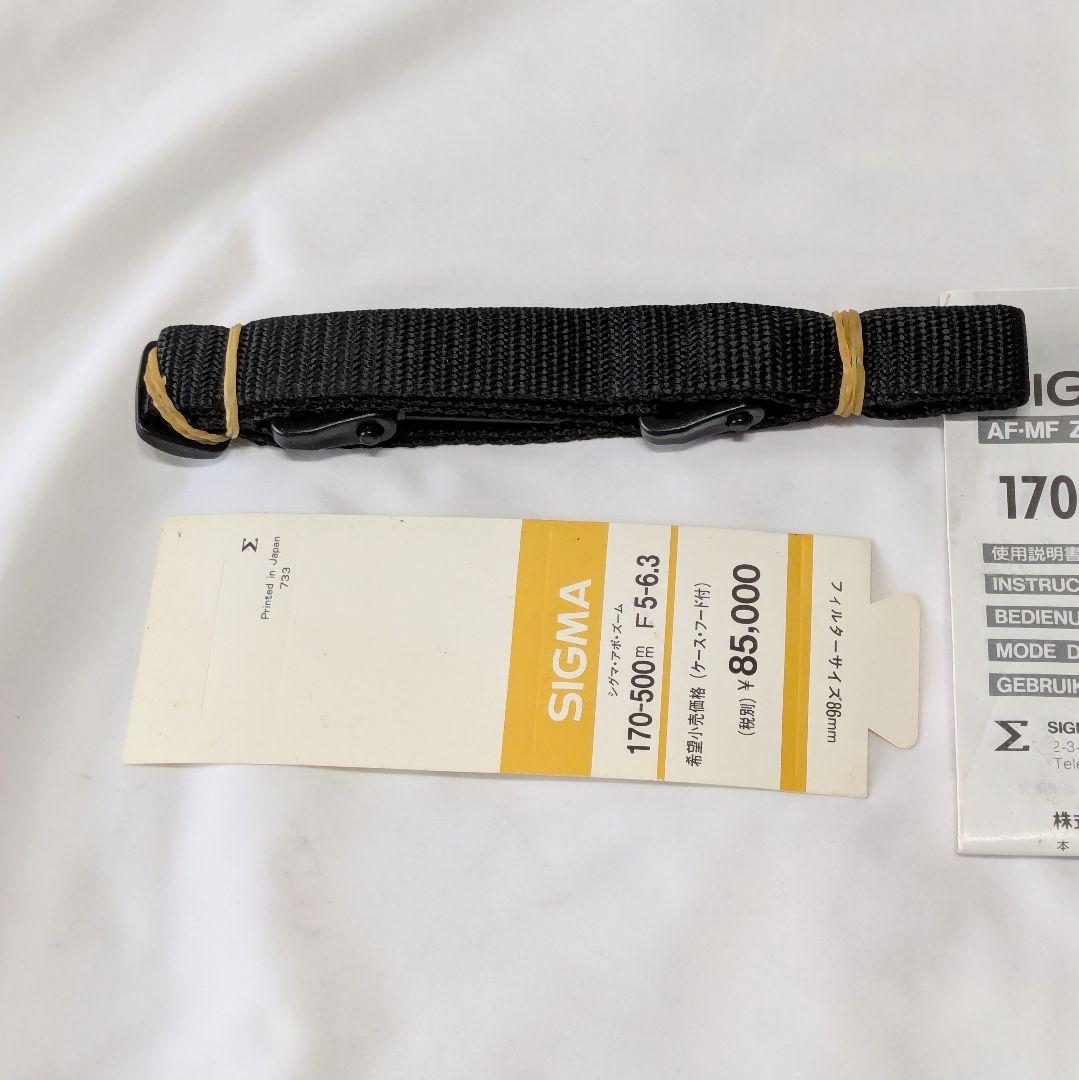 Σ
Printed in Japan
733
SIGMA
シグマ・アポ・ズーム
170-500mm F5-6.3
希望小売価格(ケース・フード付)
(税別)¥85,000
フィルターサイズ86mm
AF•MF Z
170
使用説明書
INSTRUC
BEDIENU
MODE D
GEBRUIK
Σ SIG
2-3-
Tele
株式
本